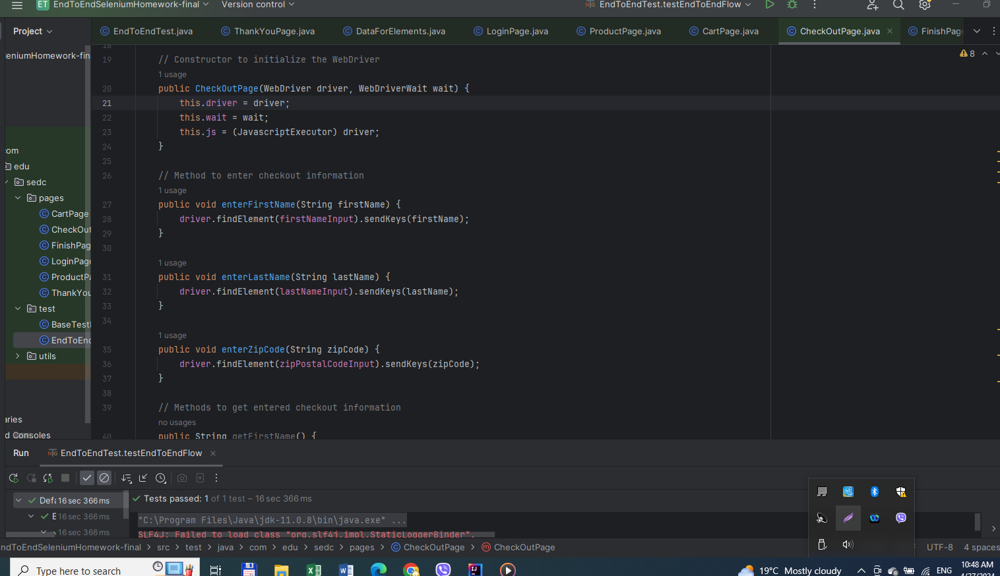 ET EndToEndSeleniumHomework-final Version control EndToEndTest.testEndToEndFlow
Project
EndToEndTest.java ThankYouPage.java DataForElements.java LoginPage.java ProductPage.java CartPage.java CheckOutPage.java FinishPag
eleniumHomework-fin
com
edu
sedc
pages
CartPage
CheckOut
FinishPag
LoginPage
ProductPa
ThankYou
test
BaseTest
EndToEnd
utils
aries
d Consoles
8
18
19 // Constructor to initialize the WebDriver
1 usage
20 public CheckOutPage(WebDriver driver, WebDriverWait wait) {
21 this.driver = driver;
22 this.wait = wait;
23 this.js = (JavascriptExecutor) driver;
24 }
25
26 // Method to enter checkout information
1 usage
27 public void enterFirstName(String firstName) {
28 driver.findElement(firstNameInput).sendKeys(firstName);
29 }
30
1 usage
31 public void enterLastName(String lastName) {
32 driver.findElement(lastNameInput).sendKeys(lastName);
33 }
34
1 usage
35 public void enterZipCode(String zipCode) {
36 driver.findElement(zipPostalCodeInput).sendKeys(zipCode);
37 }
38
39 // Methods to get entered checkout information
no usages
40 public String getFirstName() {
Run EndToEndTest.testEndToEndFlow
Defa 16 sec 366 ms
E 16 sec 366 ms
16 sec 366 ms
Tests passed: 1 of 1 test – 16 sec 366 ms
"C:\Program Files\Java\jdk-11.0.8\bin\java.exe" ...
SLF4J: Failed to load class "org.slf4j.impl.StaticLoggerBinder".
ndToEndSeleniumHomework-final > src > test > java > com > edu > sedc > pages > CheckOutPage > CheckOutPage
UTF-8 4 spaces
Type here to search
19°C Mostly cloudy
ENG
10:48 AM
4/27/2024